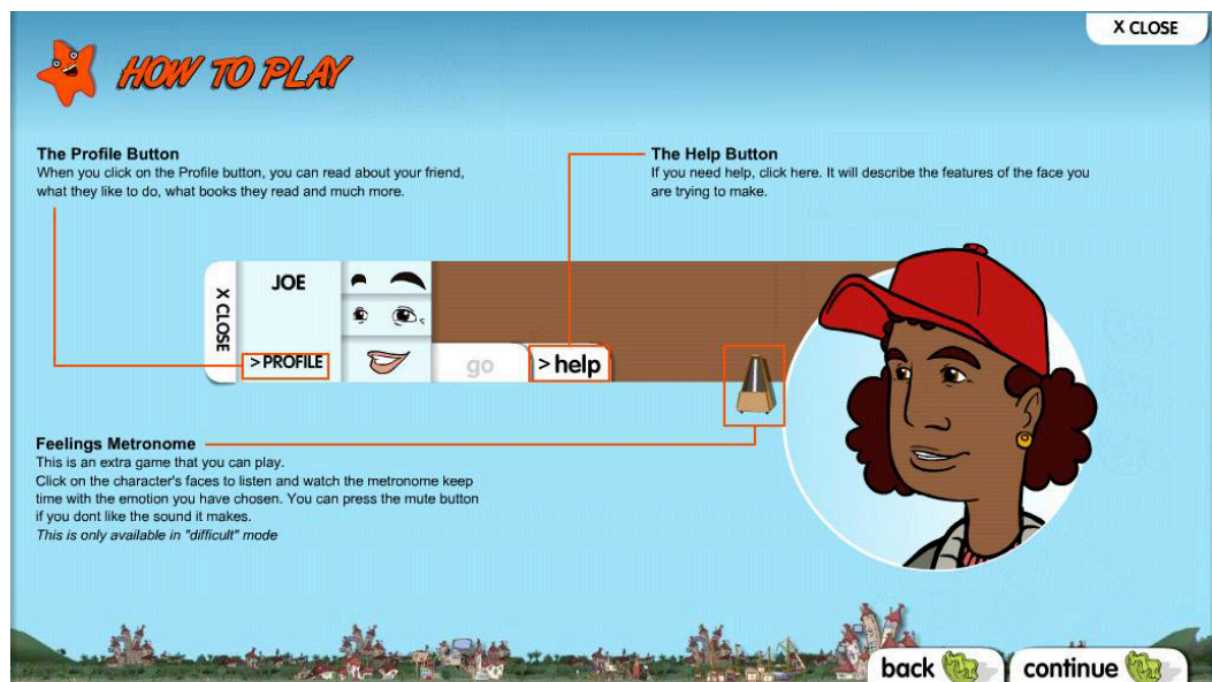 X CLOSE
HOW TO PLAY
The Profile Button
When you click on the Profile button, you can read about your friend,
what they like to do, what books they read and much more.
The Help Button
If you need help, click here. It will describe the features of the face you
are trying to make.
X CLOSE
JOE
>PROFILE
go
>help
Feelings Metronome
This is an extra game that you can play.
Click on the character's faces to listen and watch the metronome keep
time with the emotion you have chosen. You can press the mute button
if you dont like the sound it makes.
This is only available in "difficult" mode
back
continue